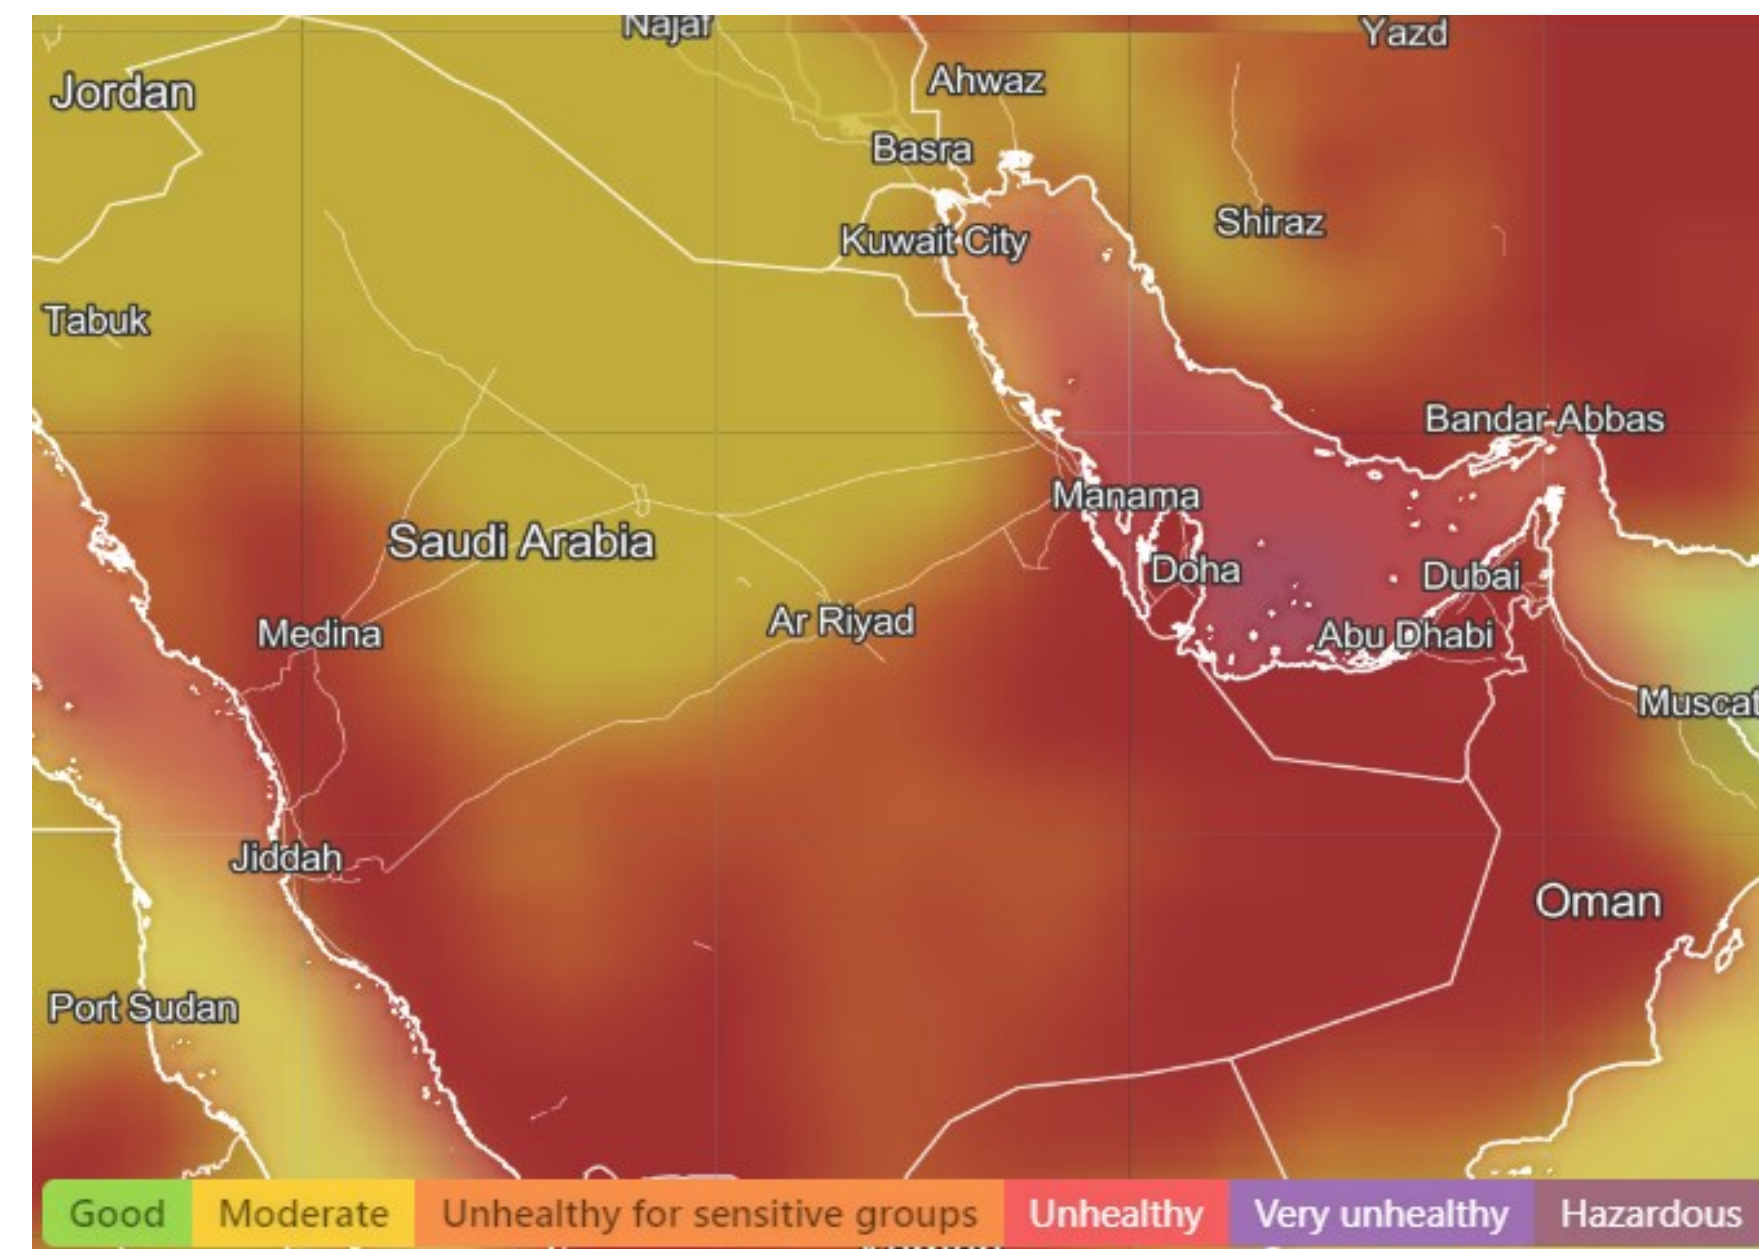 Najaf
Yazd
Jordan
Ahwaz
Basra
Shiraz
Kuwait City
Tabuk
Bandar-Abbas
Manama
Saudi Arabia
Doha
Dubai
Medina
Ar Riyad
Abu Dhabi
Muscat
Jiddah
Oman
Port Sudan
Good Moderate Unhealthy for sensitive groups Unhealthy Very unhealthy Hazardous